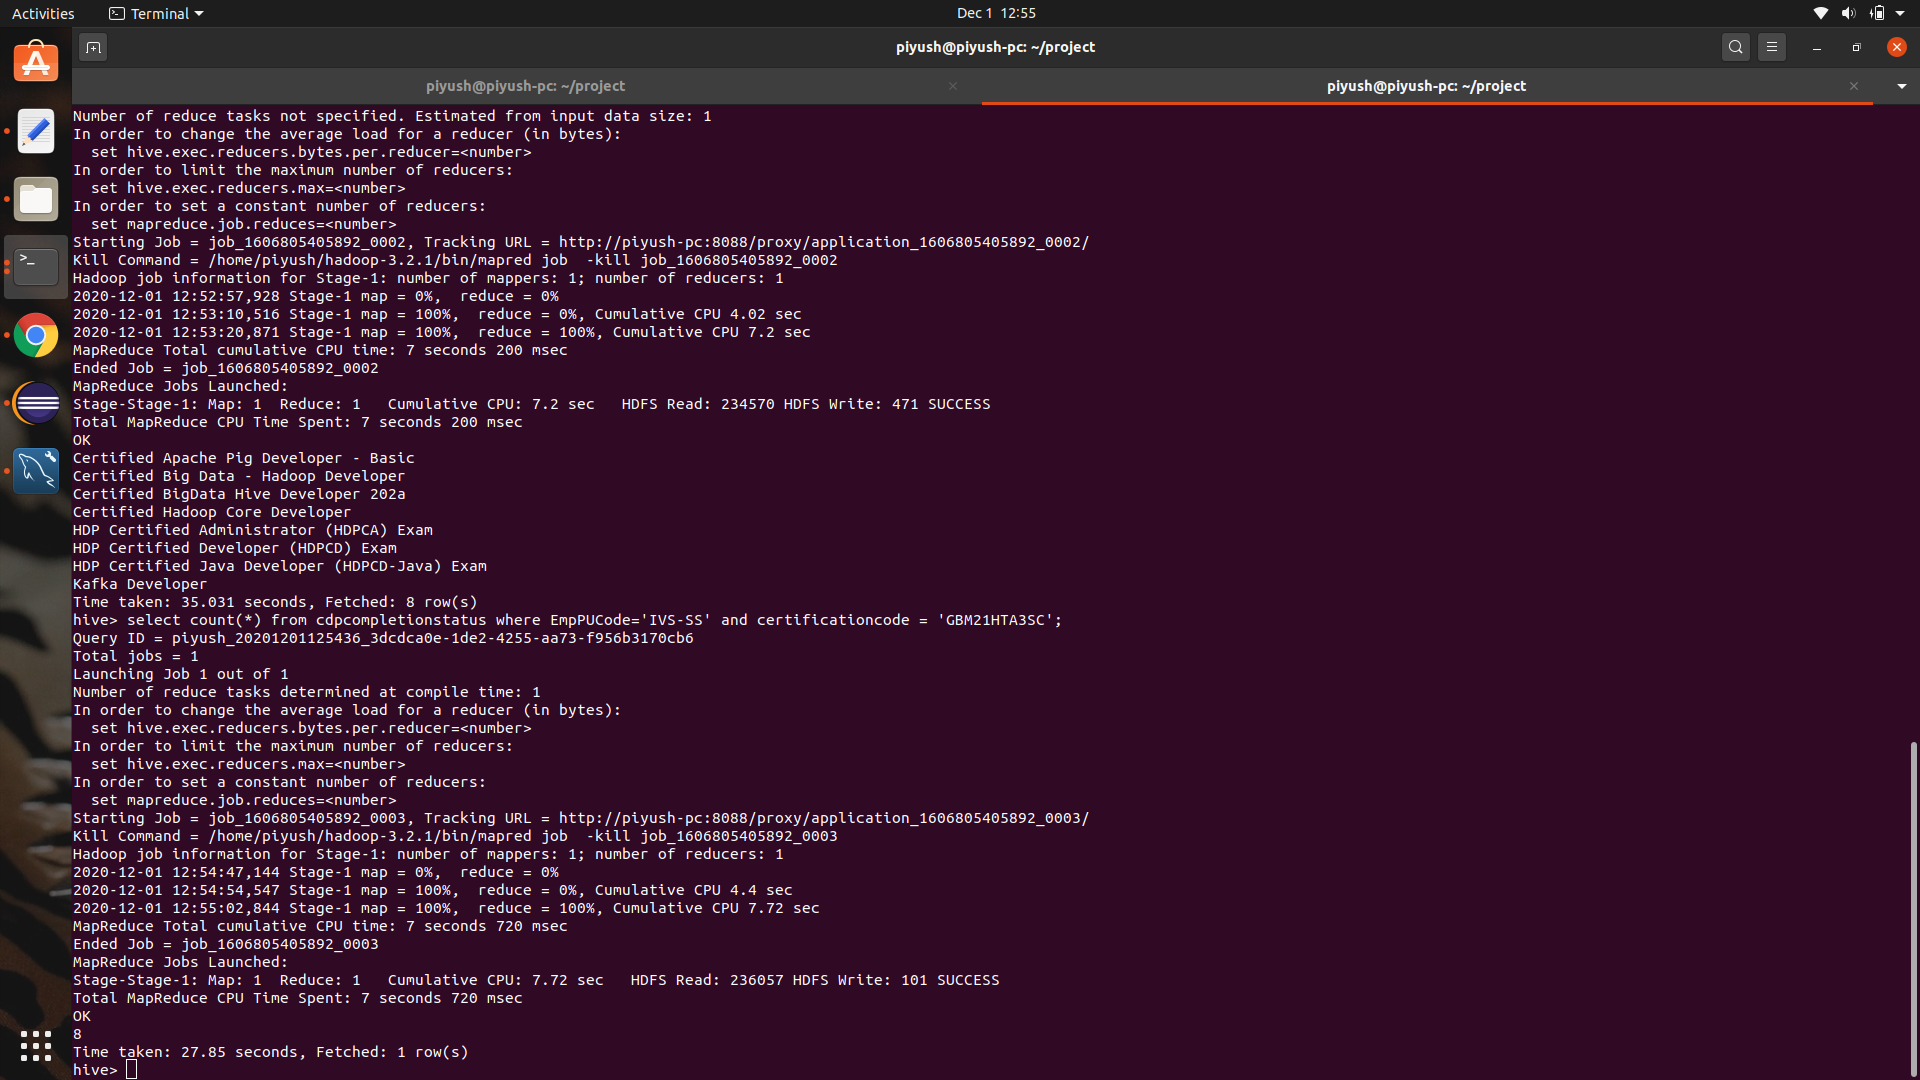 Activities
Terminal
Dec 1 12:55
piyush@piyush-pc: ~/project
piyush@piyush-pc: ~/project
piyush@piyush-pc: ~/project
Number of reduce tasks not specified. Estimated from input data size: 1
In order to change the average load for a reducer (in bytes):
  set hive.exec.reducers.bytes.per.reducer=<number>
In order to limit the maximum number of reducers:
  set hive.exec.reducers.max=<number>
In order to set a constant number of reducers:
  set mapreduce.job.reduces=<number>
Starting Job = job_1606805405892_0002, Tracking URL = http://piyush-pc:8088/proxy/application_1606805405892_0002/
Kill Command = /home/piyush/hadoop-3.2.1/bin/mapred job  -kill job_1606805405892_0002
Hadoop job information for Stage-1: number of mappers: 1; number of reducers: 1
2020-12-01 12:52:57,928 Stage-1 map = 0%,  reduce = 0%
2020-12-01 12:53:10,516 Stage-1 map = 100%,  reduce = 0%, Cumulative CPU 4.02 sec
2020-12-01 12:53:20,871 Stage-1 map = 100%,  reduce = 100%, Cumulative CPU 7.2 sec
MapReduce Total cumulative CPU time: 7 seconds 200 msec
Ended Job = job_1606805405892_0002
MapReduce Jobs Launched:
Stage-Stage-1: Map: 1  Reduce: 1   Cumulative CPU: 7.2 sec   HDFS Read: 234570 HDFS Write: 471 SUCCESS
Total MapReduce CPU Time Spent: 7 seconds 200 msec
OK
Certified Apache Pig Developer - Basic
Certified Big Data - Hadoop Developer
Certified BigData Hive Developer 202a
Certified Hadoop Core Developer
HDP Certified Administrator (HDPCA) Exam
HDP Certified Developer (HDPCD) Exam
HDP Certified Java Developer (HDPCD-Java) Exam
Kafka Developer
Time taken: 35.031 seconds, Fetched: 8 row(s)
hive> select count(*) from cdpcompletionstatus where EmpPUCode='IVS-SS' and certificationcode = 'GBM21HTA3SC';
Query ID = piyush_20201201125436_3dcdca0e-1de2-4255-aa73-f956b3170cb6
Total jobs = 1
Launching Job 1 out of 1
Number of reduce tasks determined at compile time: 1
In order to change the average load for a reducer (in bytes):
  set hive.exec.reducers.bytes.per.reducer=<number>
In order to limit the maximum number of reducers:
  set hive.exec.reducers.max=<number>
In order to set a constant number of reducers:
  set mapreduce.job.reduces=<number>
Starting Job = job_1606805405892_0003, Tracking URL = http://piyush-pc:8088/proxy/application_1606805405892_0003/
Kill Command = /home/piyush/hadoop-3.2.1/bin/mapred job  -kill job_1606805405892_0003
Hadoop job information for Stage-1: number of mappers: 1; number of reducers: 1
2020-12-01 12:54:47,144 Stage-1 map = 0%,  reduce = 0%
2020-12-01 12:54:54,547 Stage-1 map = 100%,  reduce = 0%, Cumulative CPU 4.4 sec
2020-12-01 12:55:02,844 Stage-1 map = 100%,  reduce = 100%, Cumulative CPU 7.72 sec
MapReduce Total cumulative CPU time: 7 seconds 720 msec
Ended Job = job_1606805405892_0003
MapReduce Jobs Launched:
Stage-Stage-1: Map: 1  Reduce: 1   Cumulative CPU: 7.72 sec   HDFS Read: 236057 HDFS Write: 101 SUCCESS
Total MapReduce CPU Time Spent: 7 seconds 720 msec
OK
8
Time taken: 27.85 seconds, Fetched: 1 row(s)
hive>